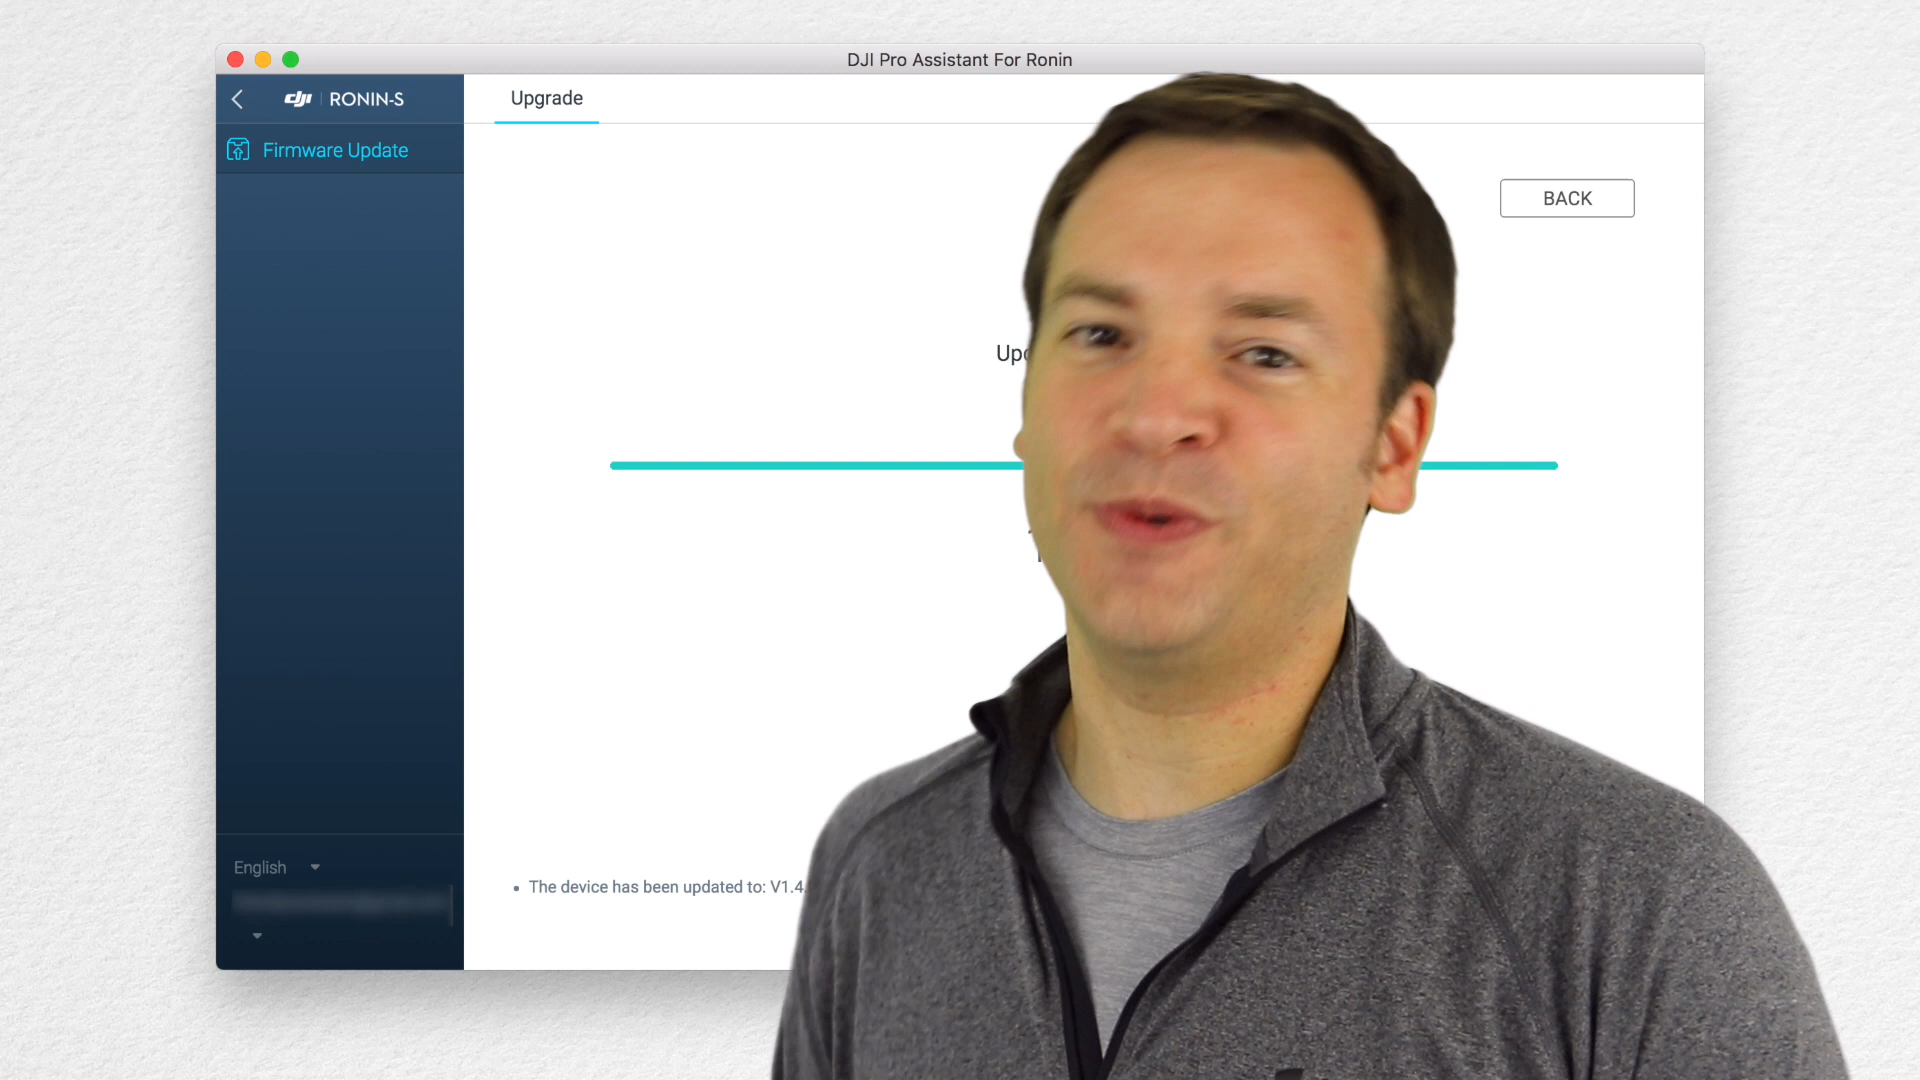 DJI Pro Assistant For Ronin
dji RONIN-S
Upgrade
Firmware Update
BACK
English
The device has been updated to: V1.4.